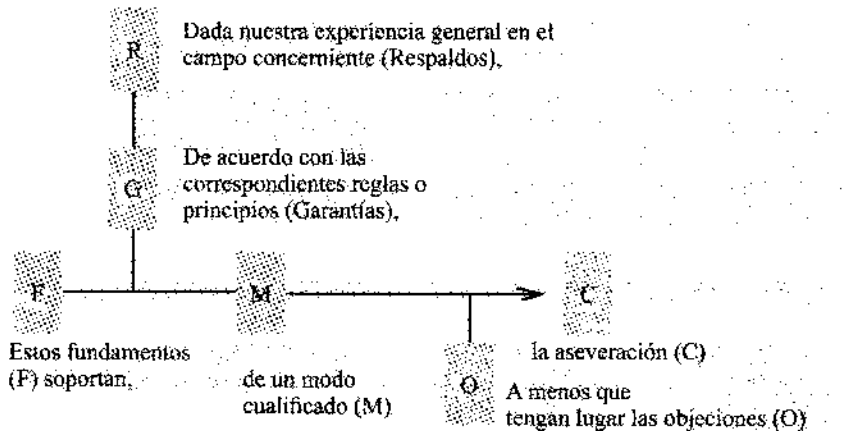 R
Dada nuestra experiencia general en el
campo concerniente (Respaldos),
G
De acuerdo con las
correspondientes reglas o
principios (Garantías),
F
M
C
Estos fundamentos
(F) soportan,
de un modo
cualificado (M)
O
la aseveración (C)
A menos que
tengan lugar las objeciones (O)